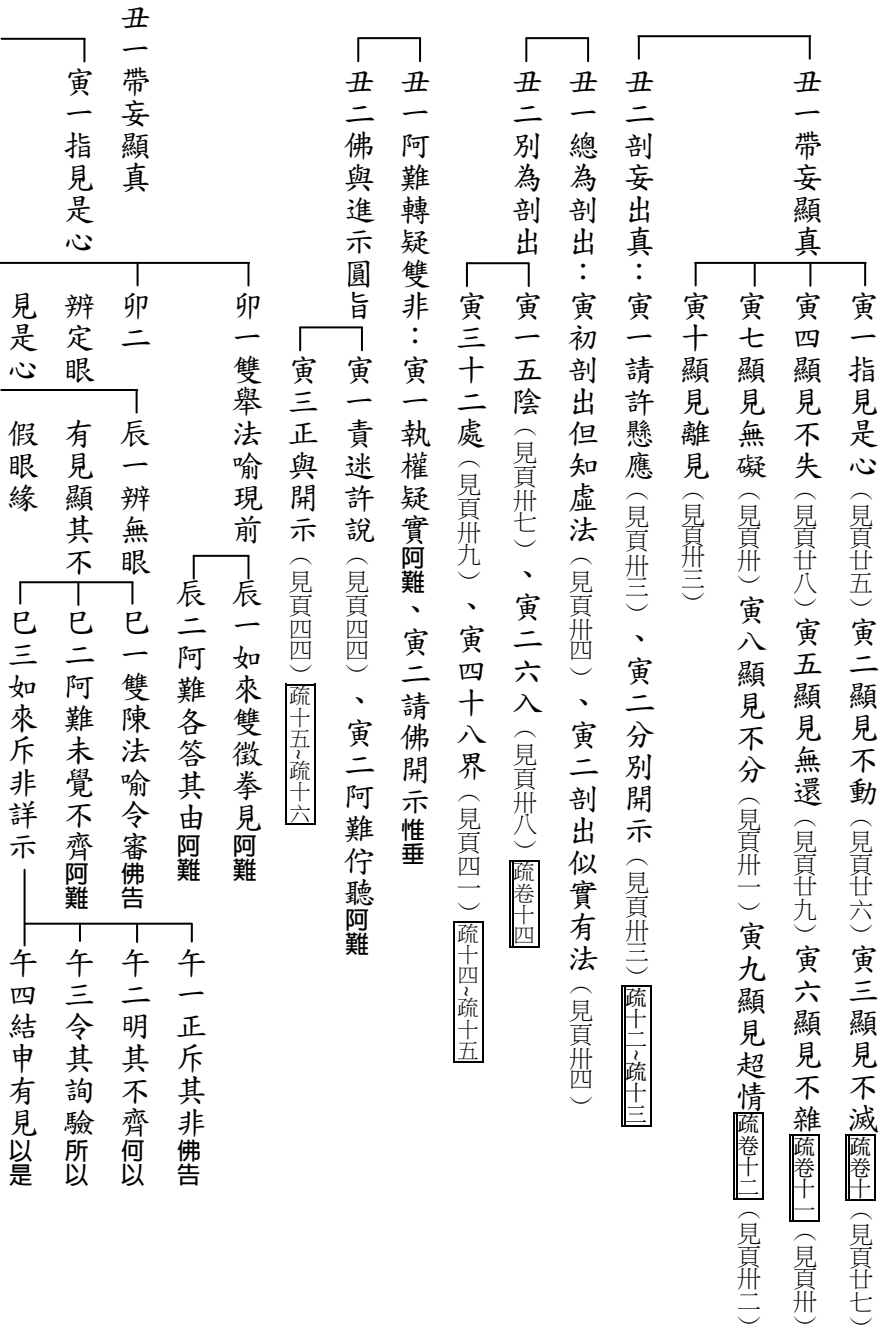 丑一帶妄顯真
寅一指見是心（見頁廿五）寅二顯見不動（見頁廿六）寅三顯見不滅 疏卷十（見頁廿七）
寅四顯見不失（見頁廿八）寅五顯見無還（見頁廿九）寅六顯見不雜 疏卷十一（見頁卅）
寅七顯見無礙（見頁卅）寅八顯見不分（見頁卅一）寅九顯見超情 疏卷十二（見頁卅二）
寅十顯見離見（見頁卅三）
丑二剖妄出真：寅一請許懸應（見頁卅三）、寅二分別開示（見頁卅三）疏十二~疏十三
丑一總為剖出：寅初剖出但知虛法（見頁卅四）、寅二剖出似實有法（見頁卅四）
丑二別為剖出
寅一五陰（見頁卅七）、寅二六入（見頁卅八）疏卷十四
寅三十二處（見頁卅九）、寅四十八界（見頁四一）疏十四~疏十五
丑一阿難轉疑雙非：寅一執權疑實阿難、寅二請佛開示惟垂
丑二佛與進示圓旨
寅一責迷許說（見頁四四）、寅二阿難佇聽阿難
寅三正與開示（見頁四四）疏十五~疏十六
丑一帶妄顯真
寅一指見是心
卯一雙舉法喻現前
辰一如來雙徵拳見阿難
辰二阿難各答其由阿難
卯二
辨定眼
見是心
辰一辨無眼
有見顯其不
假眼緣
巳一雙陳法喻令審佛告
巳二阿難未覺不齊阿難
巳三如來斥非詳示
午一正斥其非佛告
午二明其不齊何以
午三令其詢驗所以
午四結申有見以是